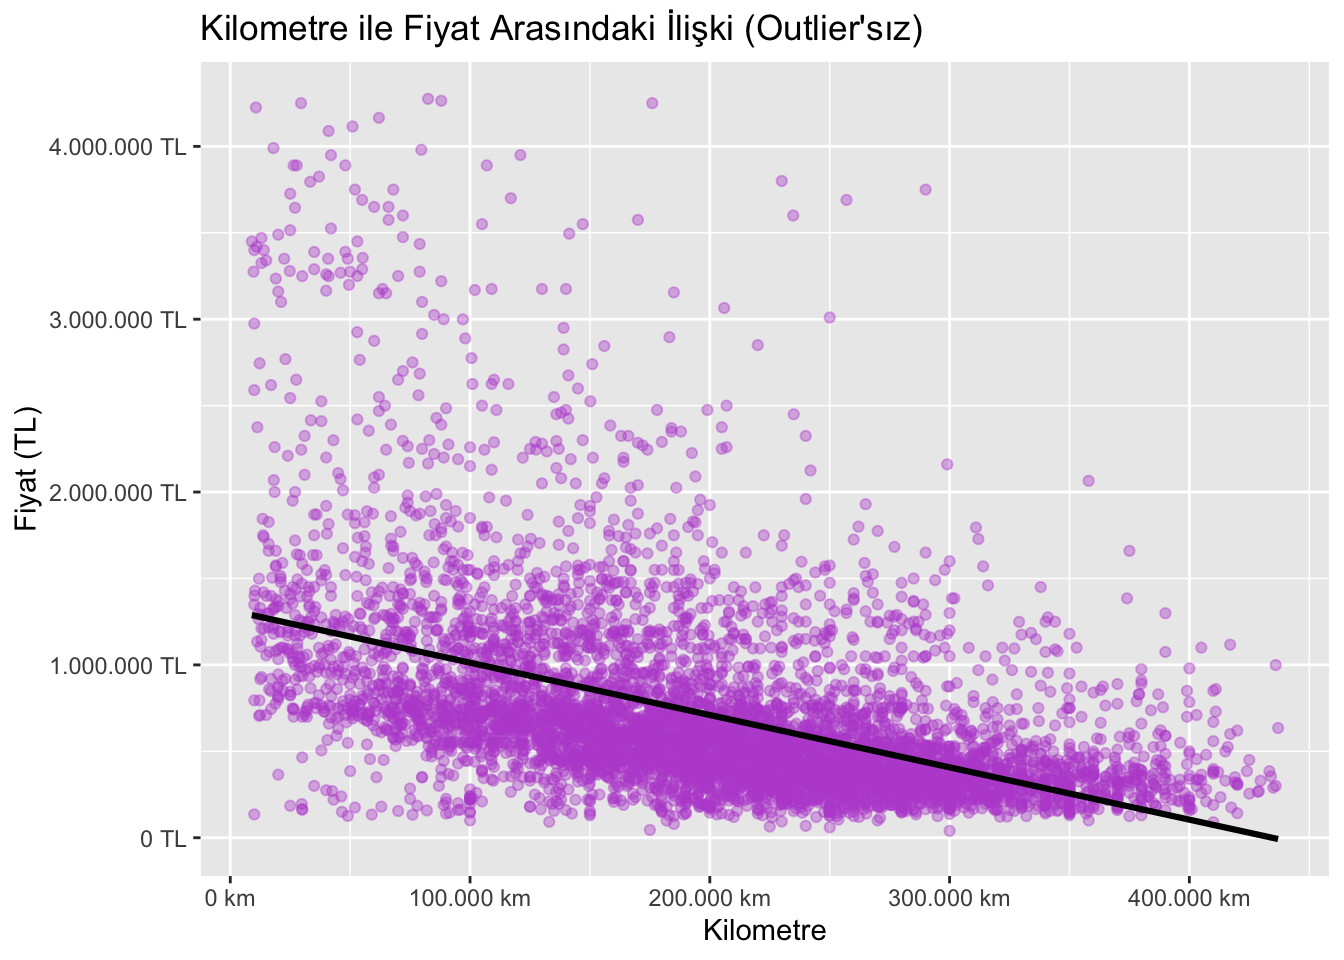 Kilometre ile Fiyat Arasındaki İlişki (Outlier'sız)
Fiyat (TL)
4.000.000 TL
3.000.000 TL
2.000.000 TL
1.000.000 TL
0 TL
0 km
100.000 km
200.000 km
300.000 km
400.000 km
Kilometre